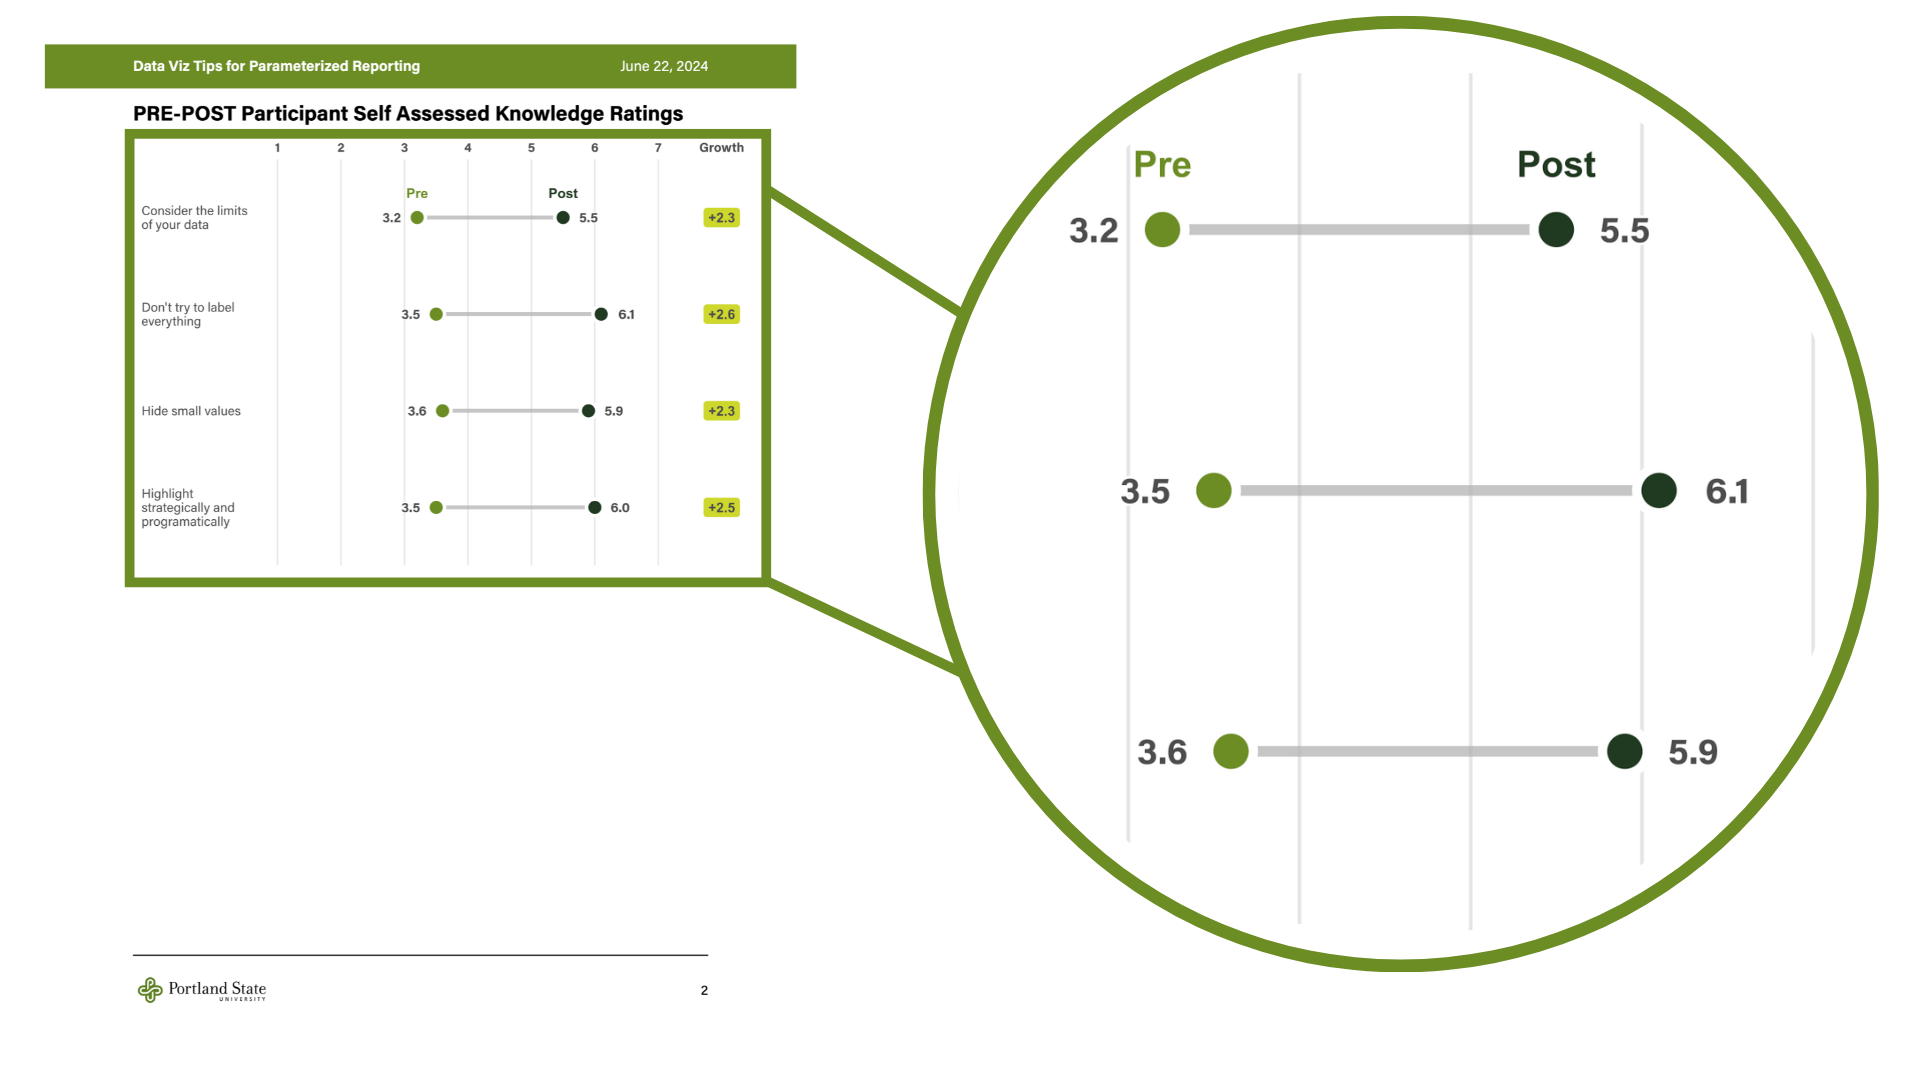 Data Viz Tips for Parameterized Reporting
June 22, 2024
PRE-POST Participant Self Assessed Knowledge Ratings
1 2 3 4 5 6 7 Growth
Pre Post
Consider the limits
of your data
3.2 5.5 +2.3
Don't try to label
everything
3.5 6.1 +2.6
Hide small values
3.6 5.9 +2.3
Highlight
strategically and
programatically
3.5 6.0 +2.5
Portland State
UNIVERSITY
2
Pre Post
3.2 5.5
3.5 6.1
3.6 5.9